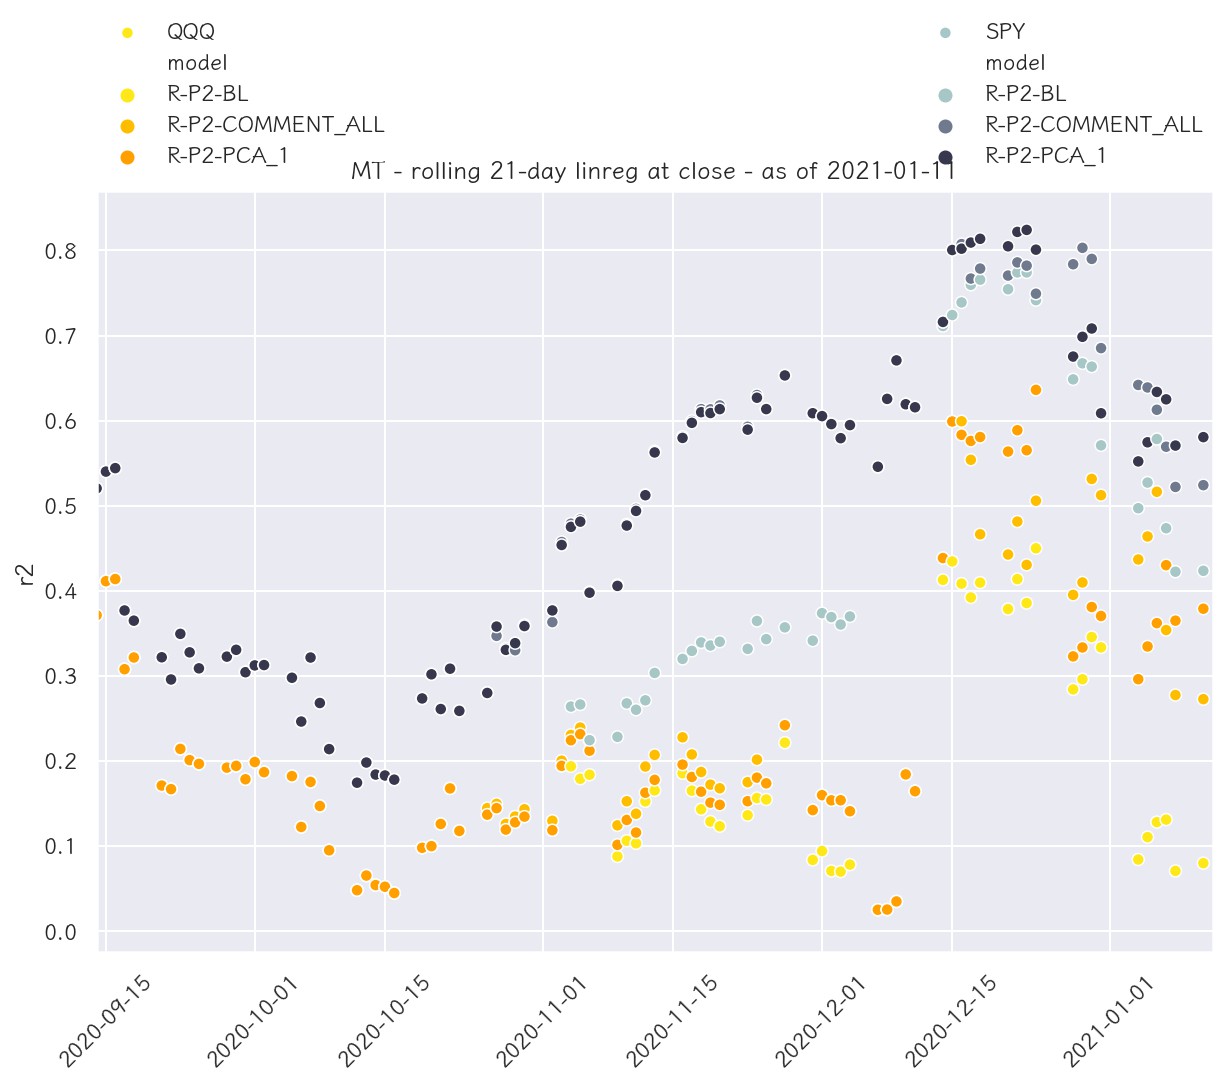 QQQ
model
R-P2-BL
R-P2-COMMENT_ALL
R-P2-PCA_1
SPY
model
R-P2-BL
R-P2-COMMENT_ALL
R-P2-PCA_1
MT - rolling 21-day linreg at close - as of 2021-01-11
r2
0.8
0.7
0.6
0.5
0.4
0.3
0.2
0.1
0.0
2020-09-15
2020-10-01
2020-10-15
2020-11-01
2020-11-15
2020-12-01
2020-12-15
2021-01-01